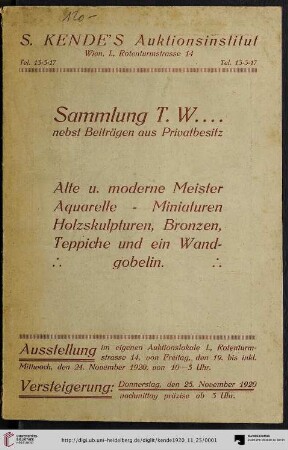 S. KENDE'S Auktionsinstitut
Wien, I., Rotenturmstrasse 14
Tel. 15-5-17 Tel. 15-5-17
Sammlung T. W....
nebst Beiträgen aus Privatbesitz
Alte u. moderne Meister
Aquarelle - Miniaturen
Holzskulpturen, Bronzen,
Teppiche und ein Wand-
∴ gobelin. ∴
Ausstellung im eigenen Auktionslokale I., Rotenturm-
strasse 14, von Freitag, den 19. bis inkl.
Mittwoch, den 24. November 1920, von 10-5 Uhr.
Versteigerung: Donnerstag, den 25. November 1920
nachmittag präzise ab 3 Uhr.
http://digi.ub.uni-heidelberg.de/diglit/kende1920_11_25/0001